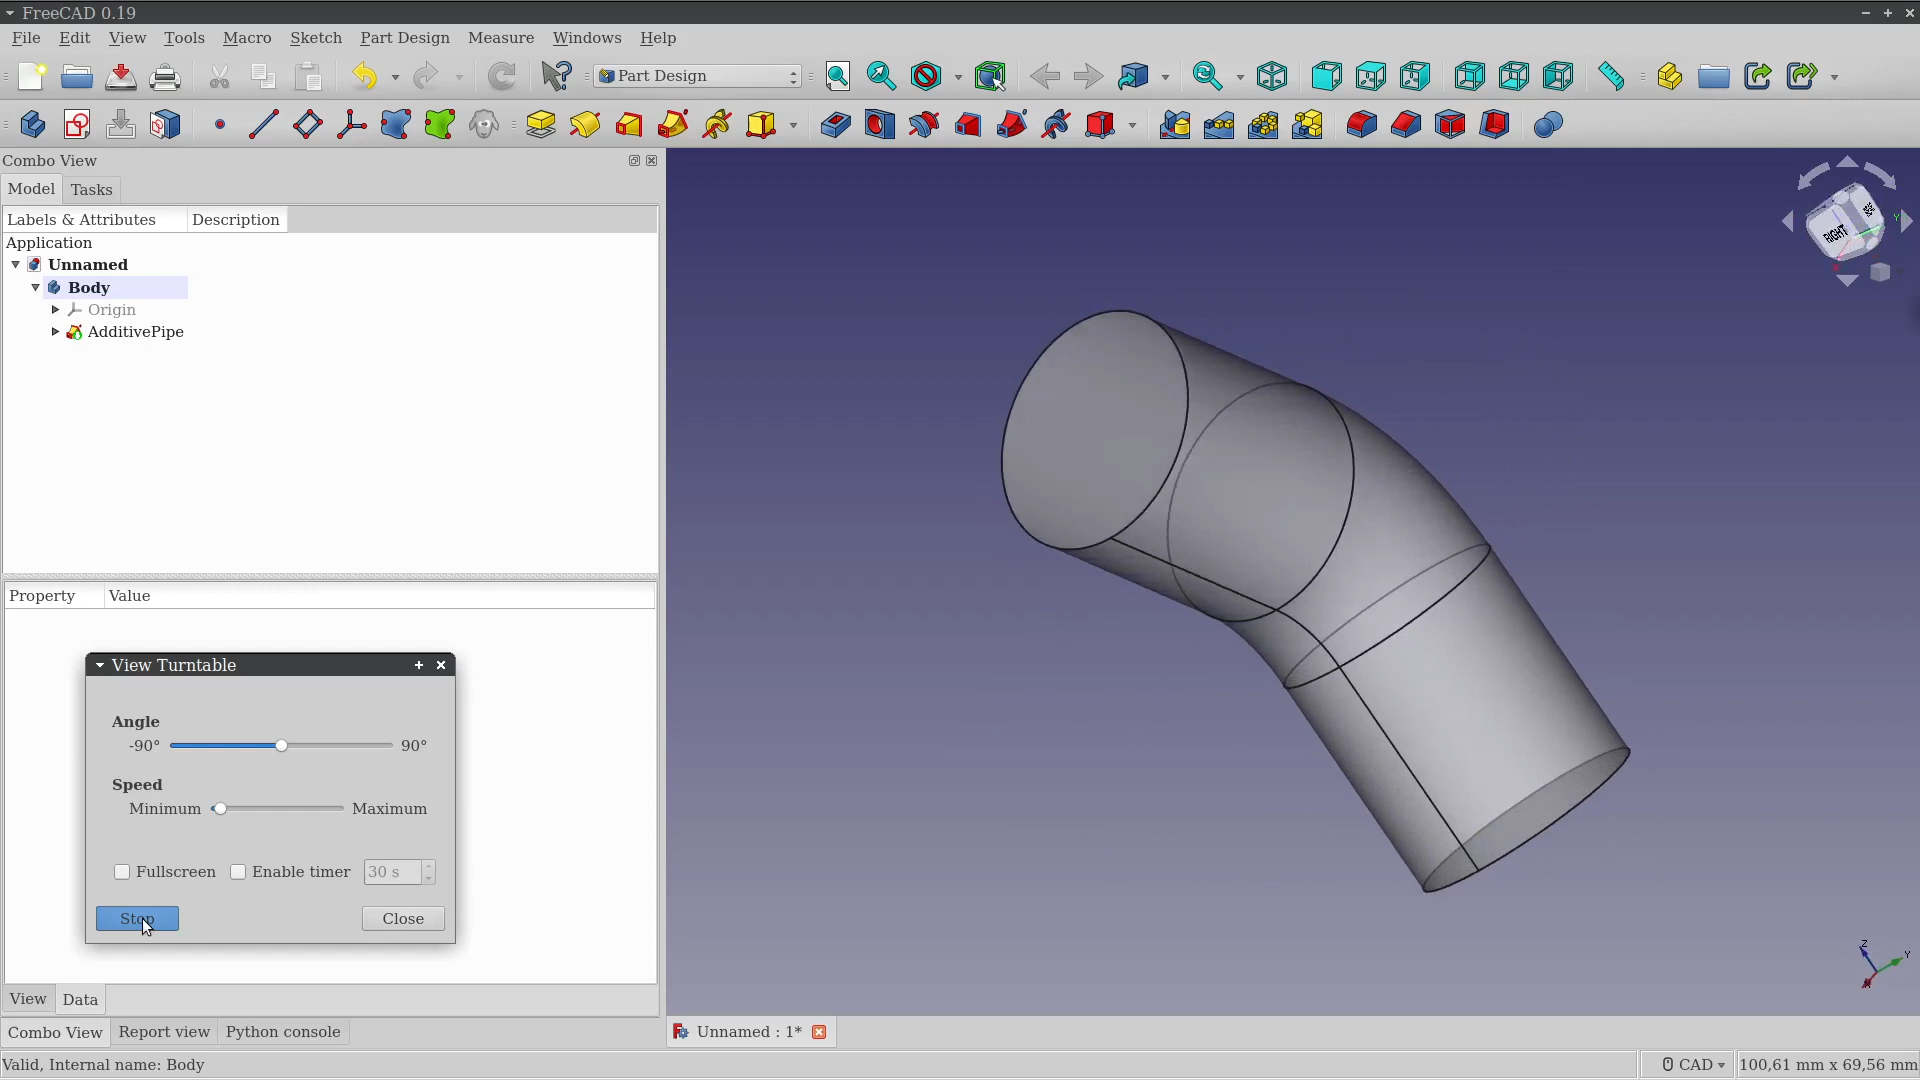 FreeCAD 0.19
File Edit View Tools Macro Sketch Part Design Measure Windows Help
Part Design
Combo View
Model Tasks
Labels & Attributes Description
Application
Unnamed
Body
Origin
AdditivePipe
Property Value
View Turntable
Angle
-90° 90°
Speed
Minimum Maximum
Fullscreen Enable timer 30 s
Stop Close
View Data
Combo View Report view Python console
Unnamed : 1*
Valid, Internal name: Body
CAD 100,61 mm x 69,56 mm
RIGHT
Y
Z
Y